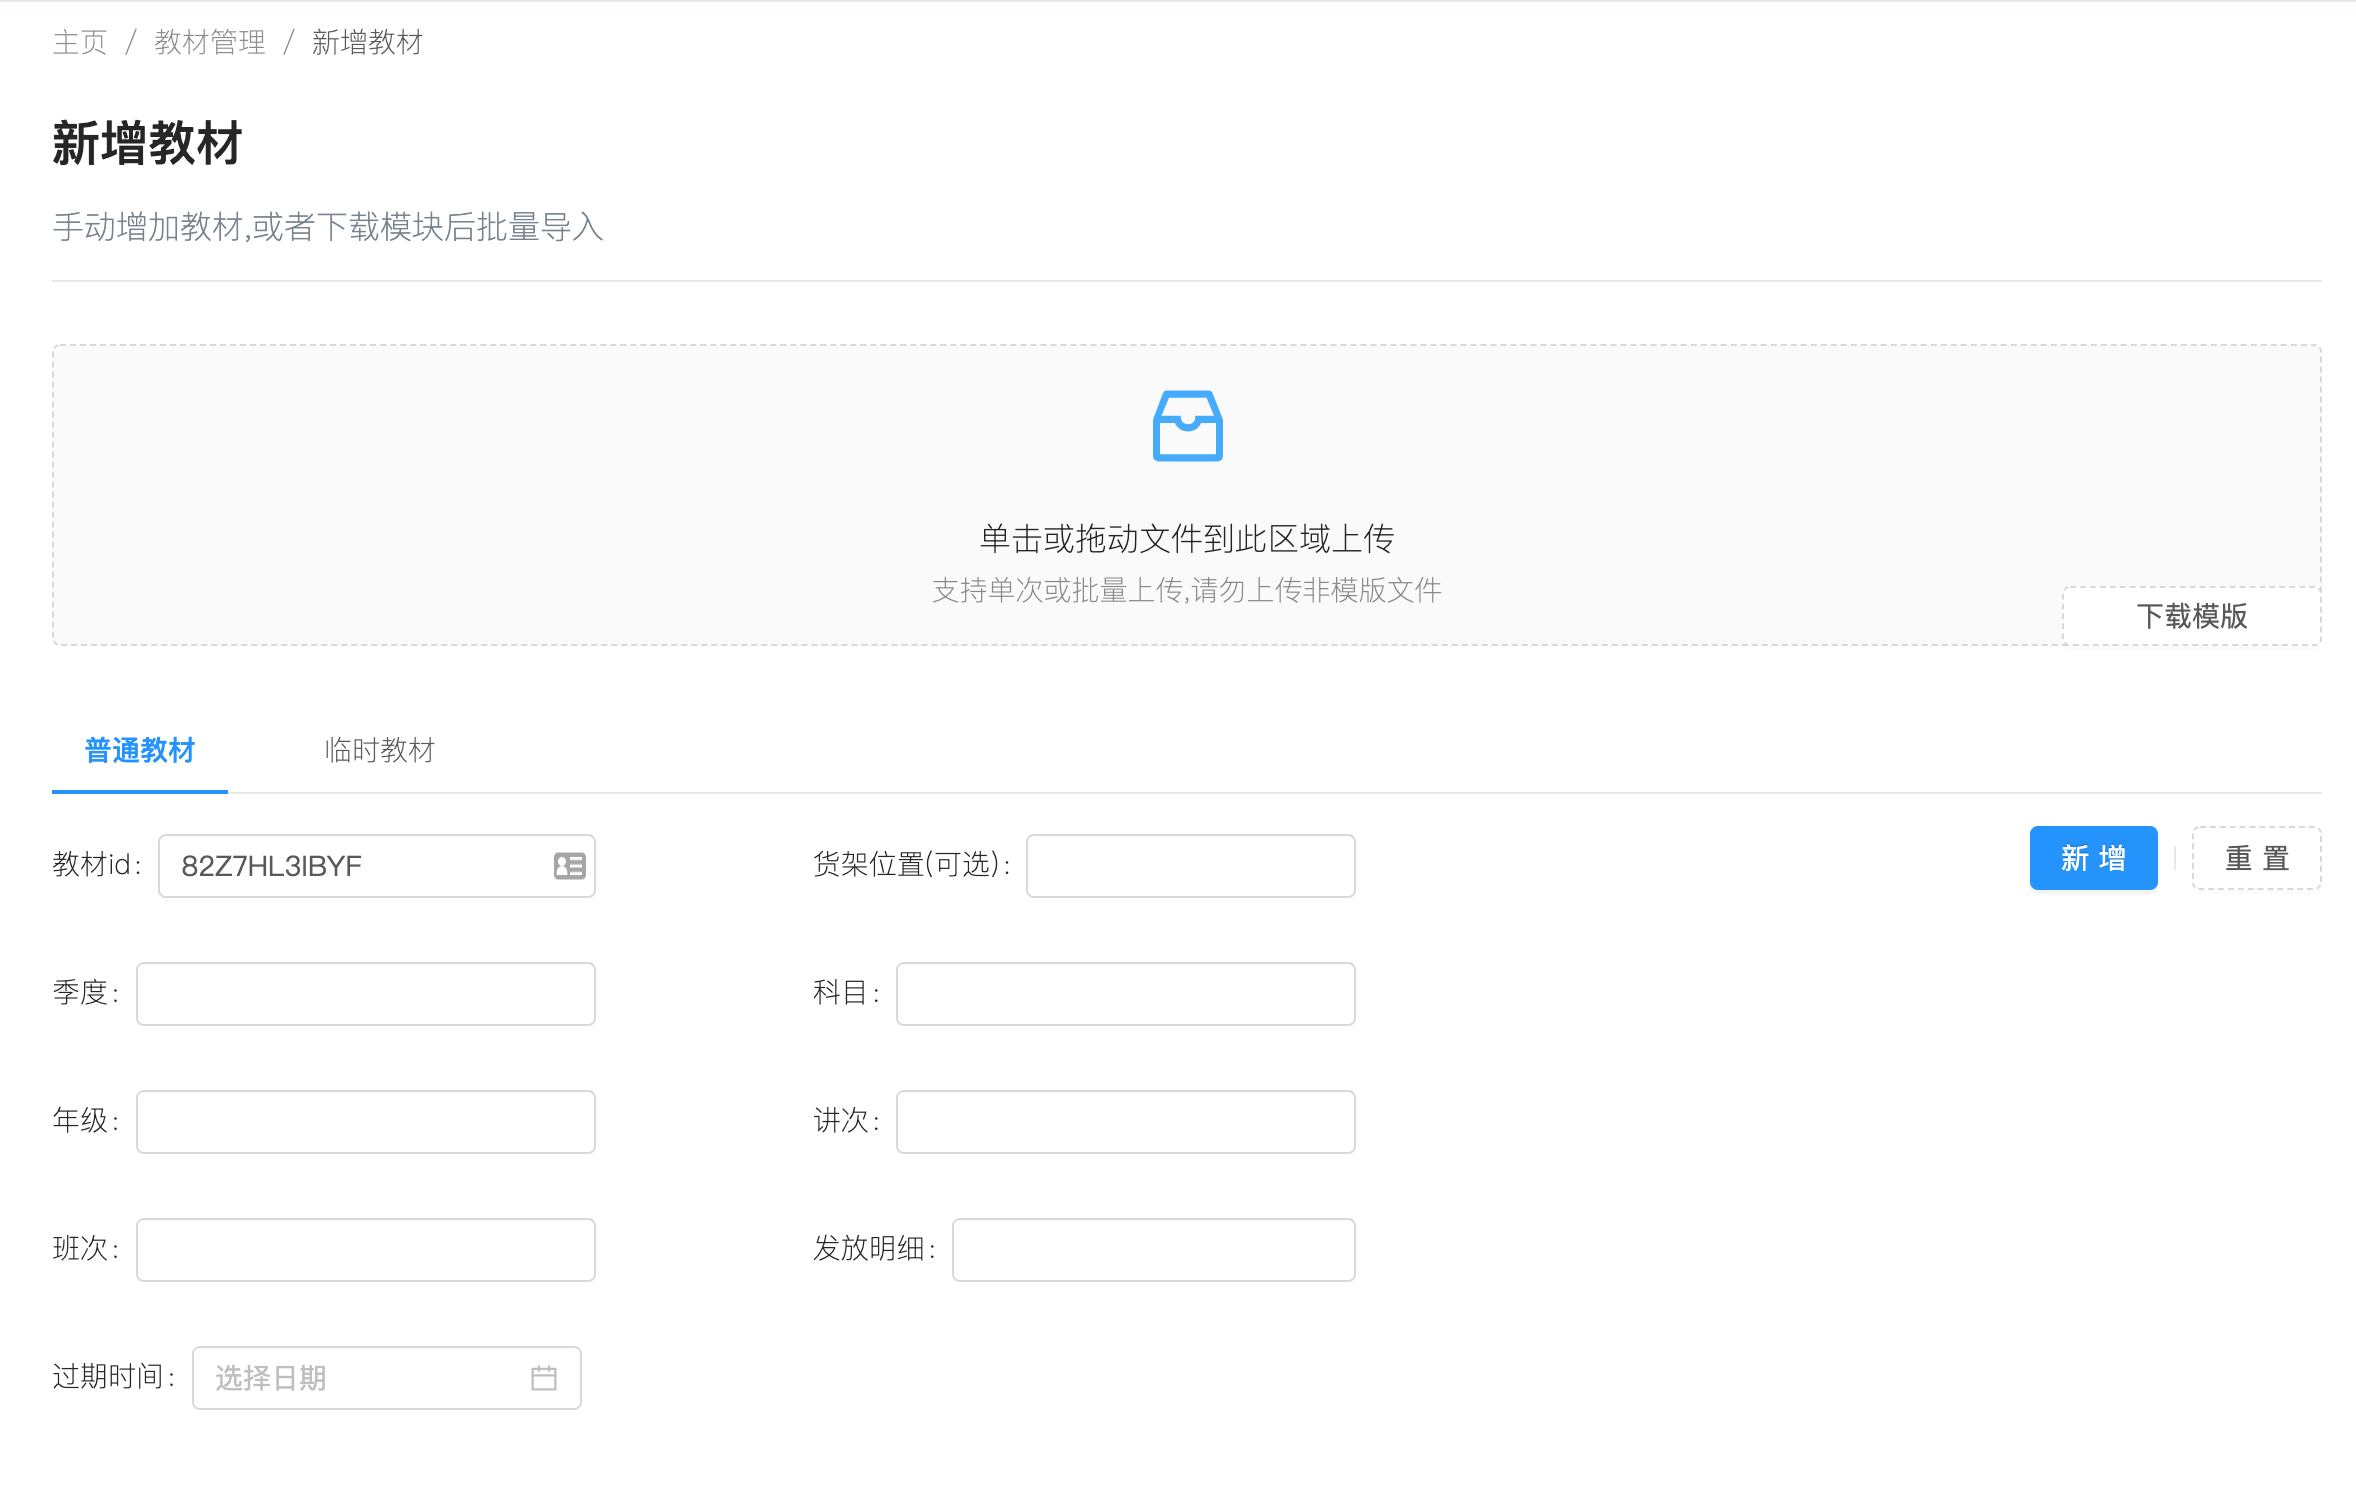 主页 / 教材管理 / 新增教材
新增教材
手动增加教材,或者下载模块后批量导入
单击或拖动文件到此区域上传
支持单次或批量上传,请勿上传非模版文件
下载模版
普通教材 临时教材
教材id: 82Z7HL3IBYF 货架位置(可选): 新 增 重 置
季度: 科目:
年级: 讲次:
班次: 发放明细:
过期时间: 选择日期